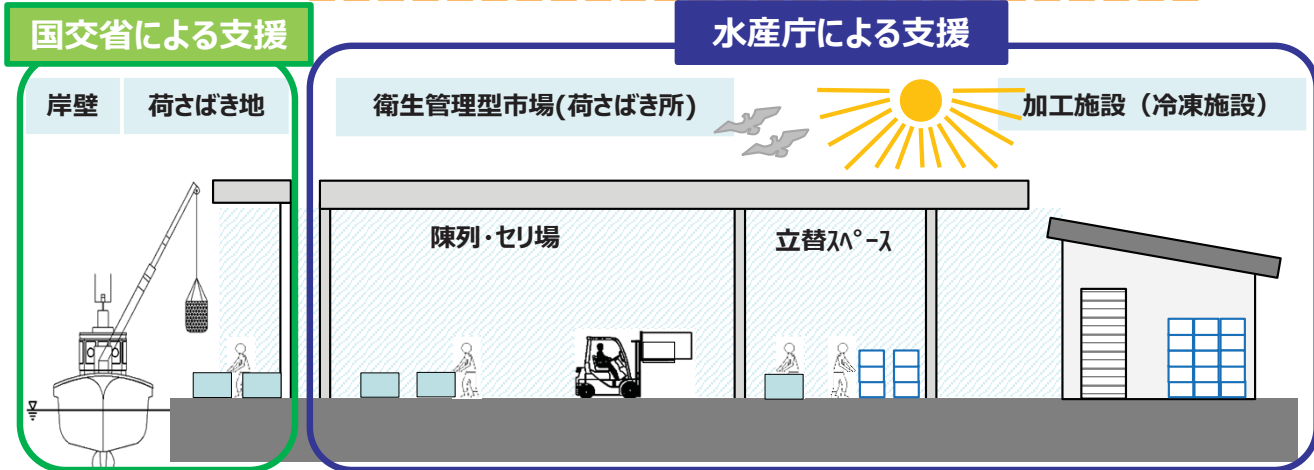 国交省による支援
水産庁による支援
岸壁
荷さばき地
衛生管理型市場(荷さばき所)
加工施設（冷凍施設）
陳列・セリ場
立替ｽﾍﾟｰｽ